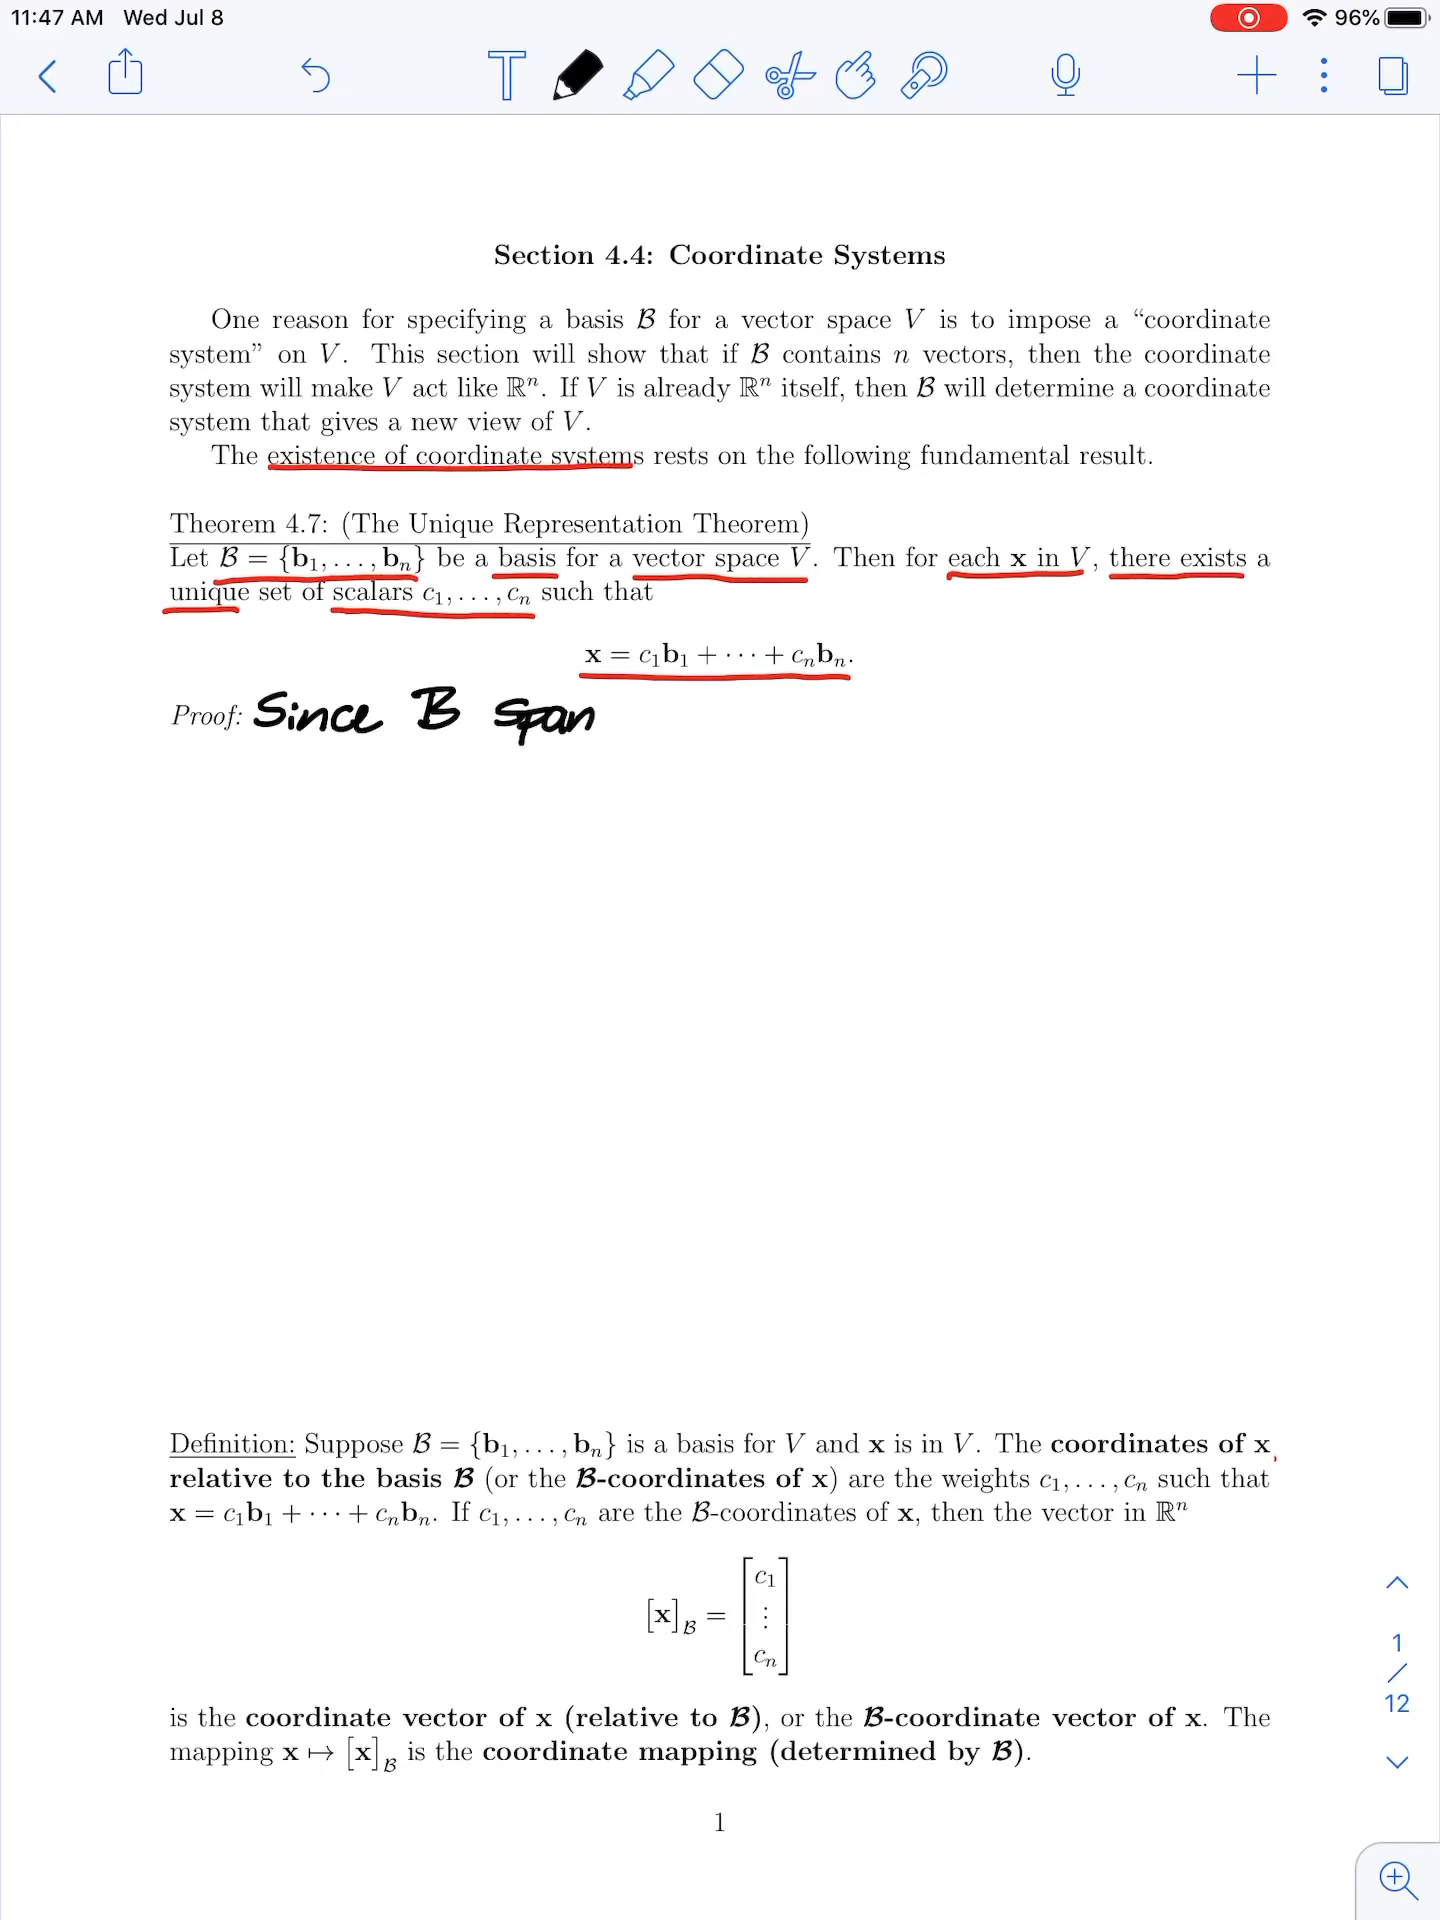 11:47 AM Wed Jul 8 96%
Section 4.4: Coordinate Systems
One reason for specifying a basis ℬ for a vector space V is to impose a “coordinate
system” on V. This section will show that if ℬ contains n vectors, then the coordinate
system will make V act like ℝⁿ. If V is already ℝⁿ itself, then ℬ will determine a coordinate
system that gives a new view of V.
The existence of coordinate systems rests on the following fundamental result.
Theorem 4.7: (The Unique Representation Theorem)
Let ℬ = {b₁, . . . , bₙ} be a basis for a vector space V. Then for each x in V, there exists a
unique set of scalars c₁, . . . , cₙ such that
x = c₁b₁ + · · · + cₙbₙ.
Proof: Since B span
Definition: Suppose ℬ = {b₁, . . . , bₙ} is a basis for V and x is in V. The coordinates of x
relative to the basis ℬ (or the ℬ-coordinates of x) are the weights c₁, . . . , cₙ such that
x = c₁b₁ + · · · + cₙbₙ. If c₁, . . . , cₙ are the ℬ-coordinates of x, then the vector in ℝⁿ
c₁
[x]ℬ = ⋮
cₙ
is the coordinate vector of x (relative to ℬ), or the ℬ-coordinate vector of x. The
mapping x ↦ [x]ℬ is the coordinate mapping (determined by ℬ).
1
/
12
1